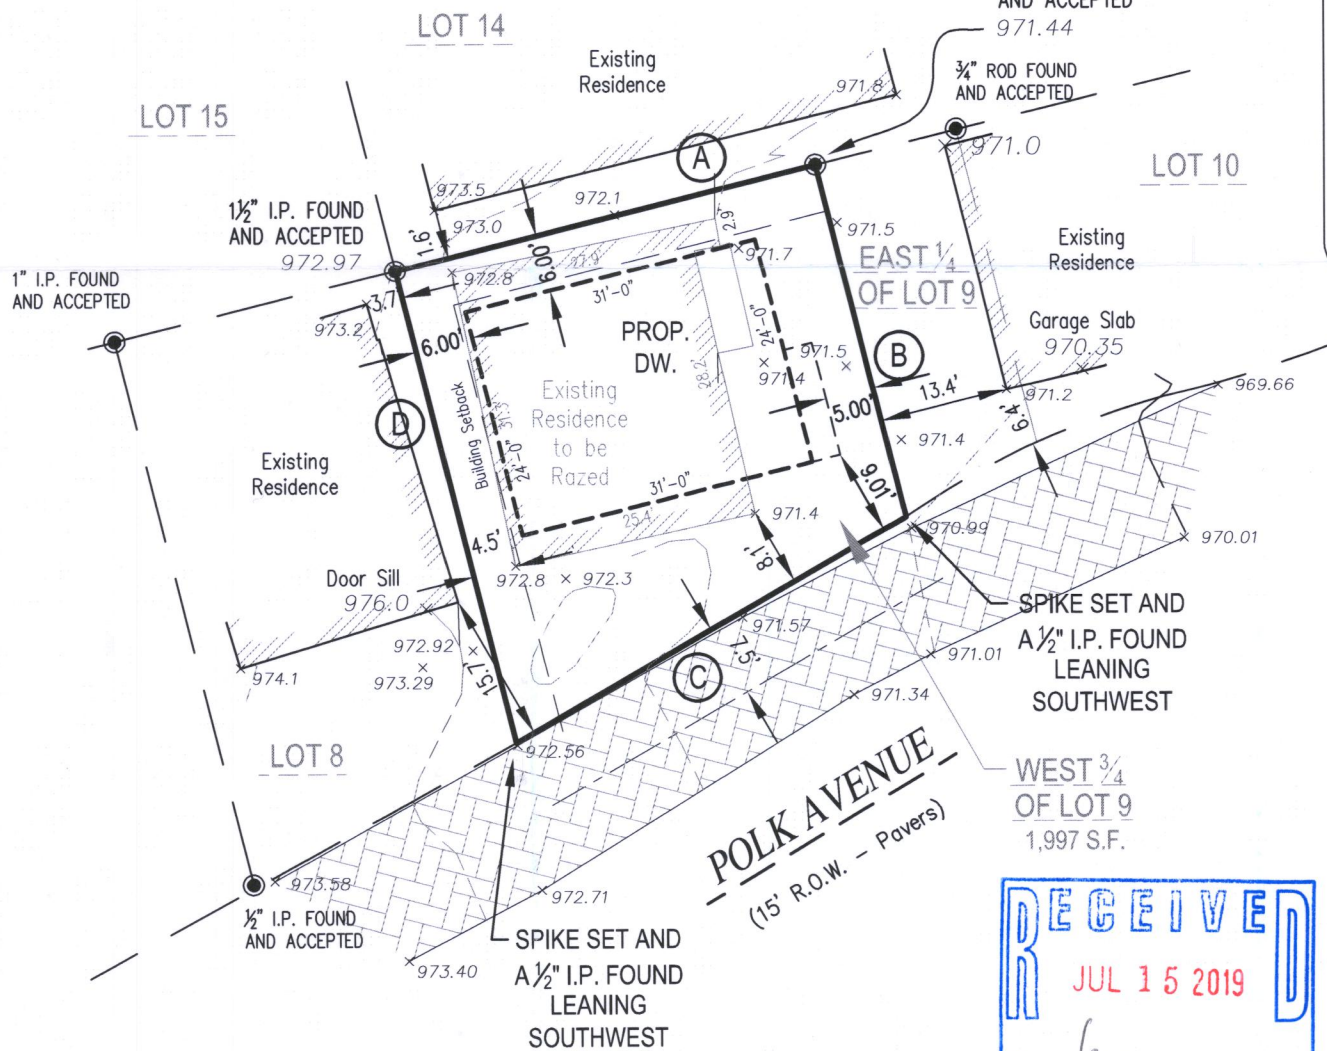 AND ACCEPTED
971.44
LOT 14
Existing
Residence
971.8
¾" ROD FOUND
AND ACCEPTED
LOT 15
971.0
LOT 10
A
973.5
972.1
1½" I.P. FOUND
AND ACCEPTED
972.97
973.0
1.6'
6.00'
2.9'
971.5
971.7
EAST ¼
OF LOT 9
Existing
Residence
1" I.P. FOUND
AND ACCEPTED
3.7'
972.8
27.9'
31'-0"
973.2
6.00'
PROP.
DW.
24'-0"
28.2'
971.5
971.4
B
Garage Slab
970.35
13.4'
971.2
969.66
6.4'
D
Building Setback
31.5'
24'-0"
Existing
Residence
to be
Razed
5.00'
971.4
Existing
Residence
31'-0"
9.01'
25.4'
971.4
4.5'
970.99
970.01
8.1'
Door Sill
976.0
972.8
972.3
SPIKE SET AND
A ½" I.P. FOUND
LEANING
SOUTHWEST
972.92
973.29
974.1
15.7'
971.57
7.5'
971.01
C
971.34
LOT 8
972.56
POLK AVENUE
(15' R.O.W. - Pavers)
WEST ¾
OF LOT 9
1,997 S.F.
973.58
972.71
½" I.P. FOUND
AND ACCEPTED
973.40
SPIKE SET AND
A ½" I.P. FOUND
LEANING
SOUTHWEST
RECEIVED
JUL 15 2019